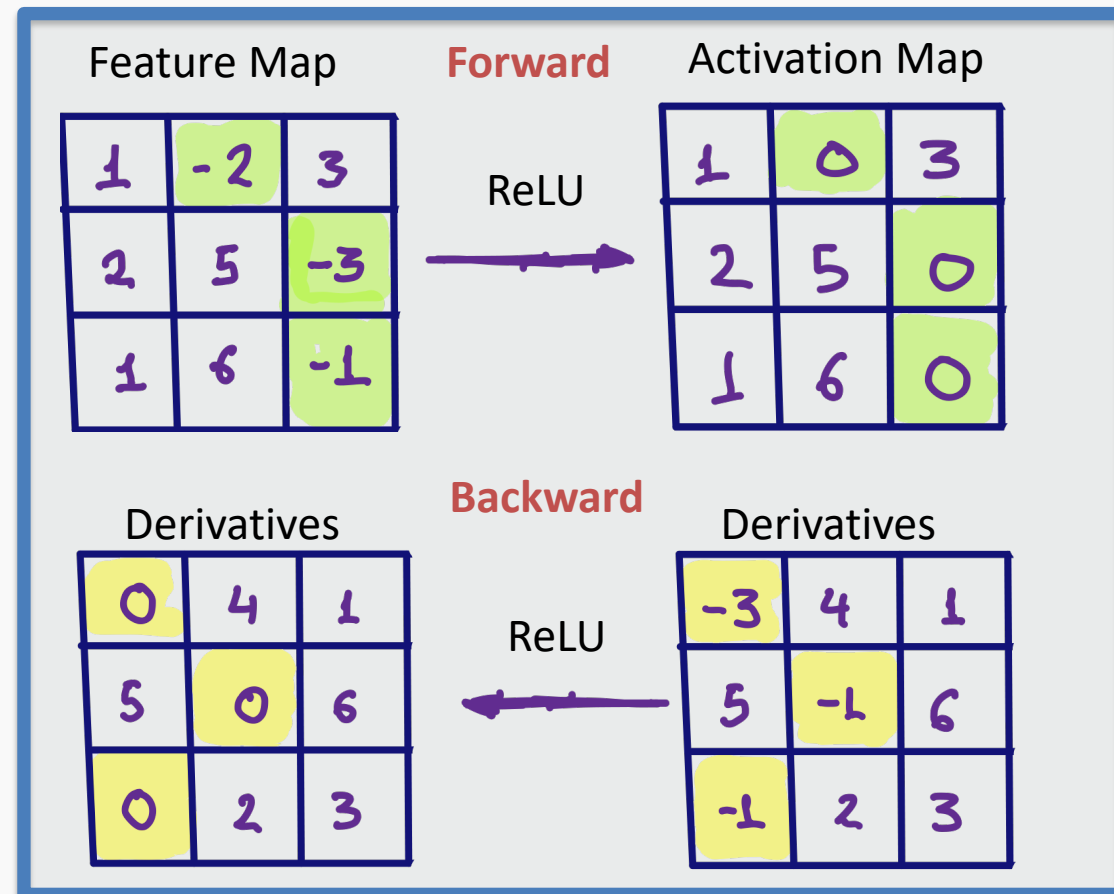 Feature Map
Forward
Activation Map
1 -2 3
2 5 -3
1 6 -1
ReLU
1 0 3
2 5 0
1 6 0
Backward
Derivatives
Derivatives
0 4 1
5 0 6
0 2 3
ReLU
-3 4 1
5 -1 6
-1 2 3